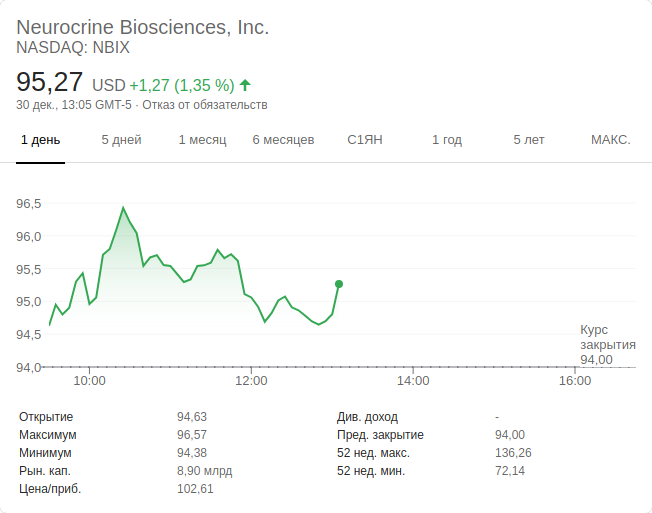 Neurocrine Biosciences, Inc.
NASDAQ: NBIX
95,27 USD +1,27 (1,35 %)
30 дек., 13:05 GMT-5 · Отказ от обязательств
1 день 5 дней 1 месяц 6 месяцев С1ЯН 1 год 5 лет МАКС.
96,5
96,0
95,5
95,0
94,5
94,0
Курс
закрытия
94,00
10:00 12:00 14:00 16:00
Открытие 94,63 Див. доход -
Максимум 96,57 Пред. закрытие 94,00
Минимум 94,38 52 нед. макс. 136,26
Рын. кап. 8,90 млрд 52 нед. мин. 72,14
Цена/приб. 102,61